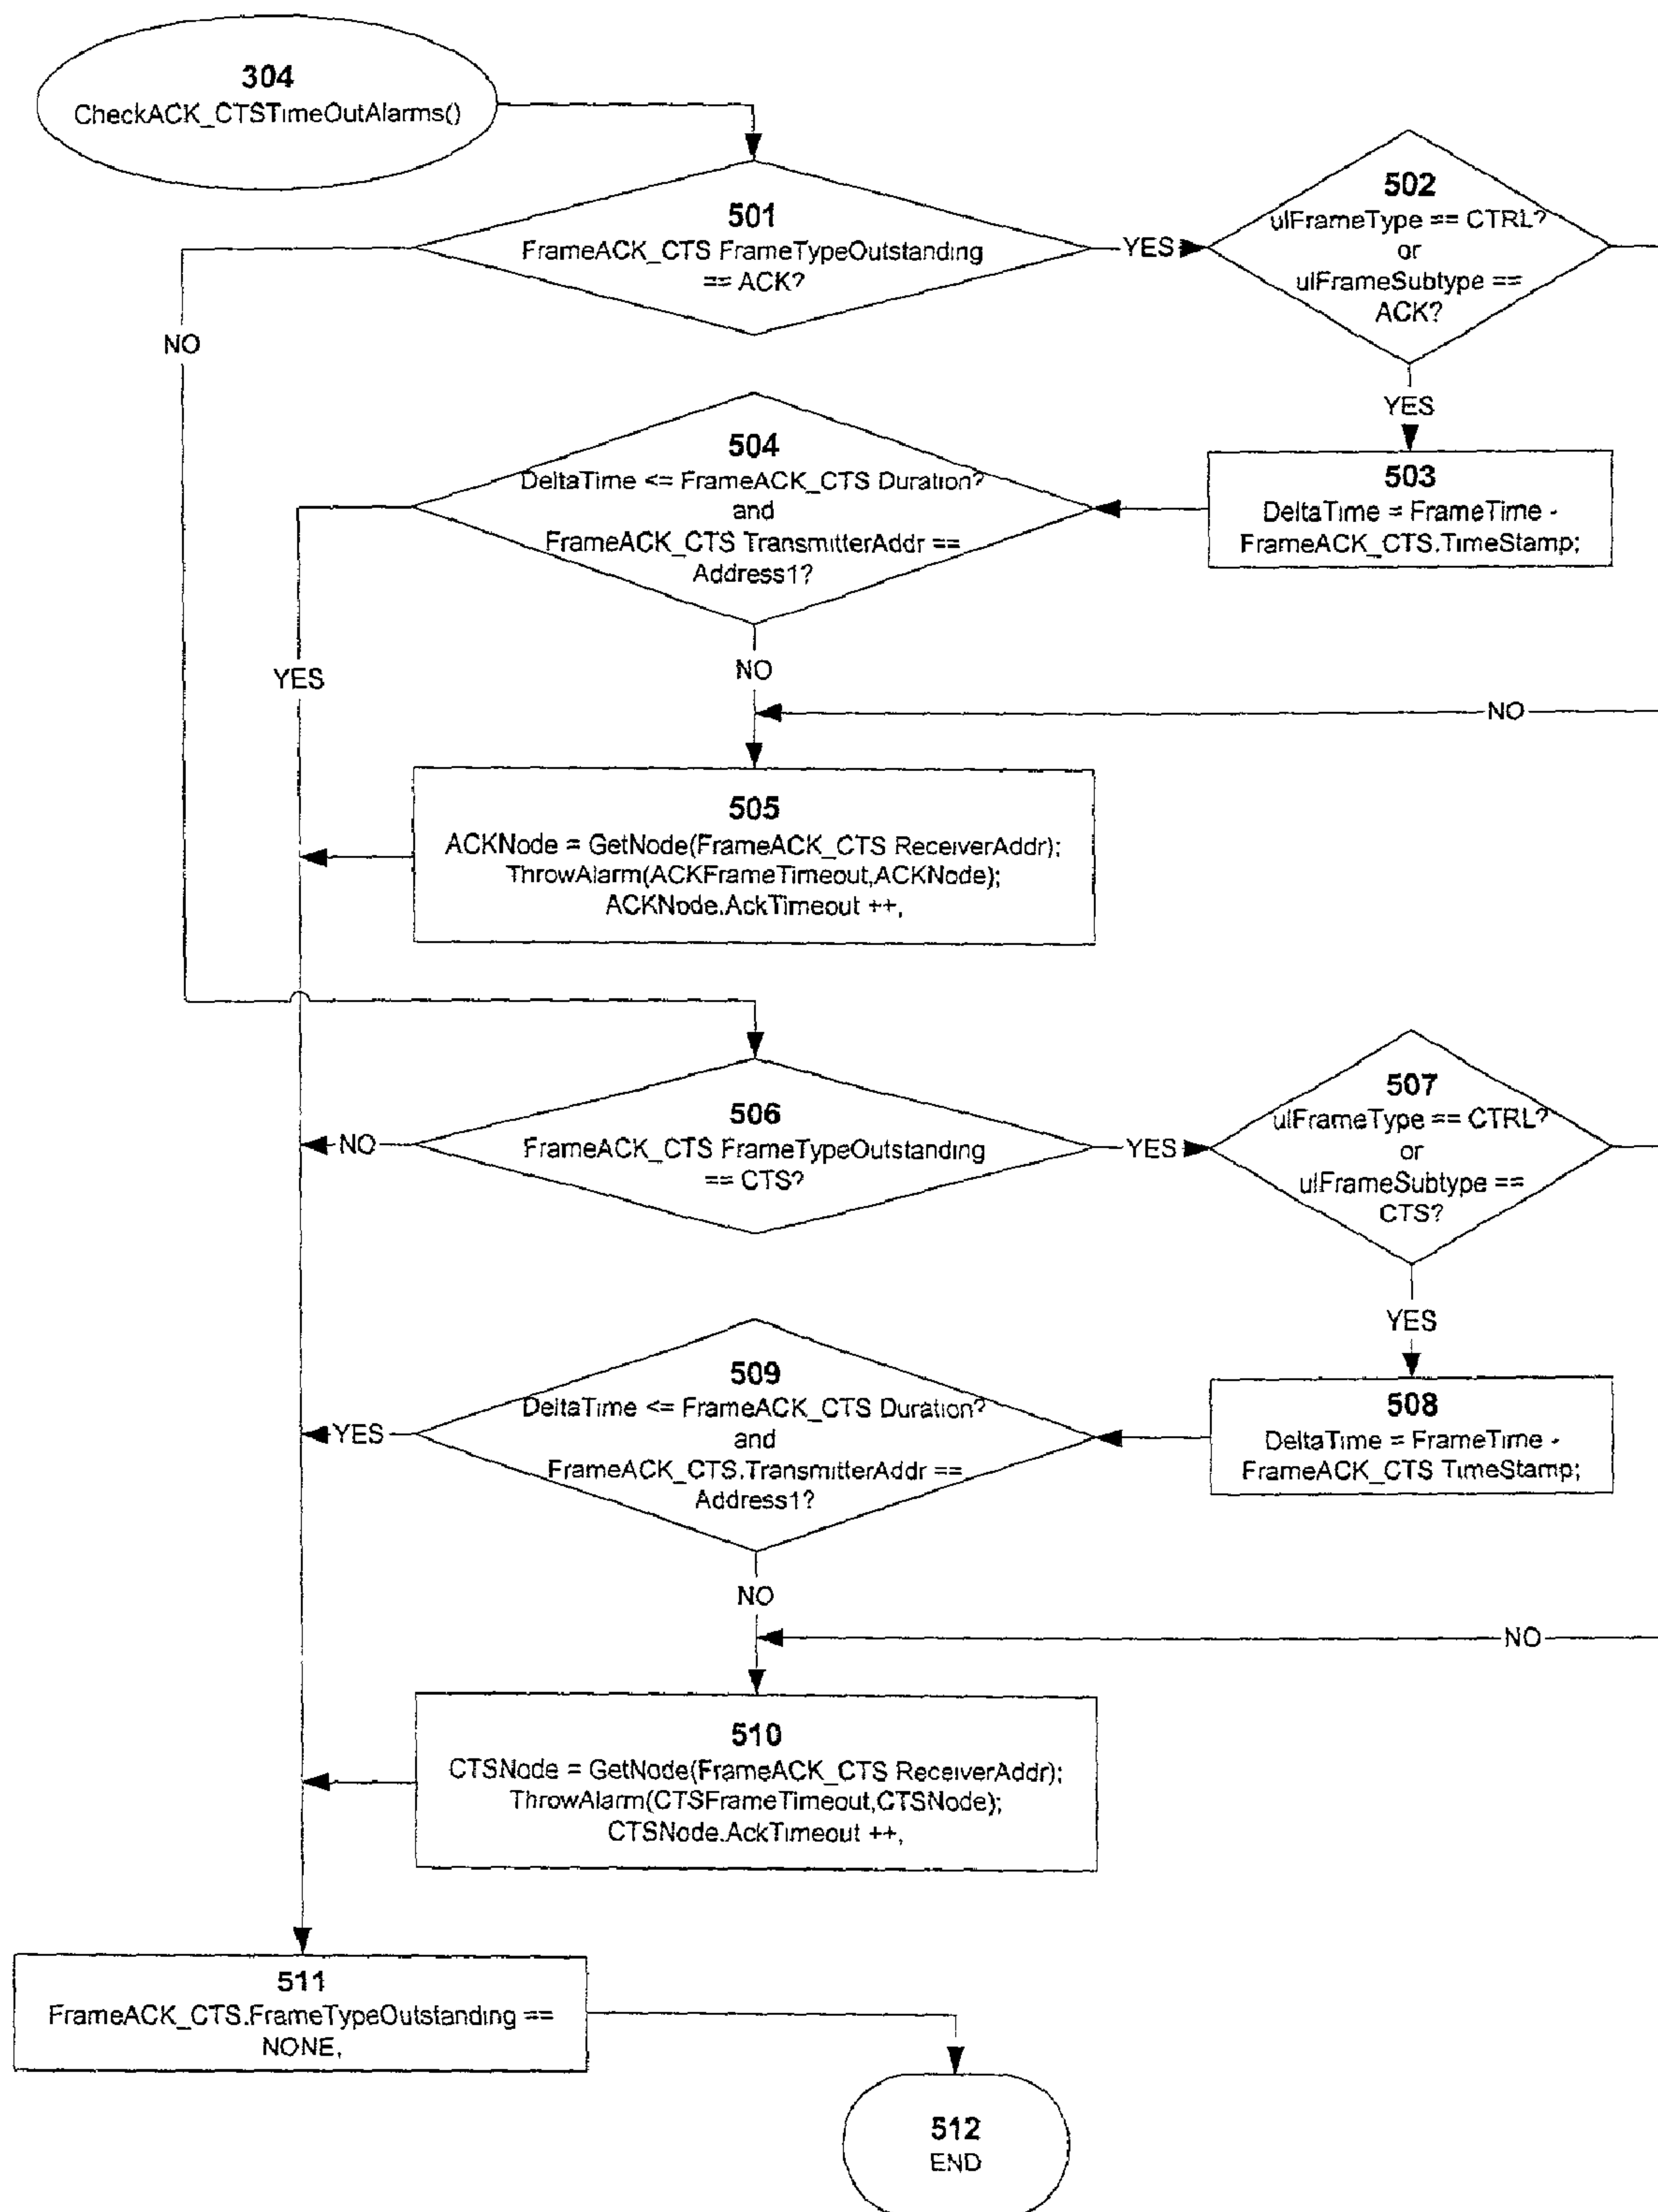 304
CheckACK_CTSTimeOutAlarms()
501
FrameACK_CTS FrameTypeOutstanding
== ACK?
YES
502
ulFrameType == CTRL?
or
ulFrameSubtype ==
ACK?
NO
YES
504
DeltaTime <= FrameACK_CTS Duration?
and
FrameACK_CTS TransmitterAddr ==
Address1?
503
DeltaTime = FrameTime -
FrameACK_CTS.TimeStamp;
YES
NO
NO
505
ACKNode = GetNode(FrameACK_CTS ReceiverAddr);
ThrowAlarm(ACKFrameTimeout,ACKNode);
ACKNode.AckTimeout ++,
506
FrameACK_CTS FrameTypeOutstanding
== CTS?
NO
YES
507
ulFrameType == CTRL?
or
ulFrameSubtype ==
CTS?
YES
509
DeltaTime <= FrameACK_CTS Duration?
and
FrameACK_CTS.TransmitterAddr ==
Address1?
YES
508
DeltaTime = FrameTime -
FrameACK_CTS TimeStamp;
NO
NO
510
CTSNode = GetNode(FrameACK_CTS ReceiverAddr);
ThrowAlarm(CTSFrameTimeout,CTSNode);
CTSNode.AckTimeout ++,
511
FrameACK_CTS.FrameTypeOutstanding ==
NONE,
512
END